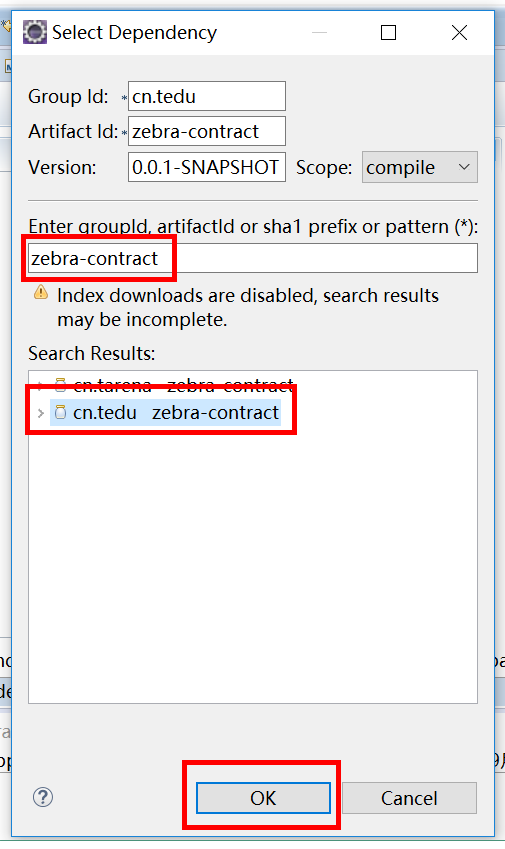 Select Dependency
Group Id: * cn.tedu
Artifact Id: * zebra-contract
Version: 0.0.1-SNAPSHOT Scope: compile
Enter groupId, artifactId or sha1 prefix or pattern (*):
zebra-contract
Index downloads are disabled, search results
may be incomplete.
Search Results:
cn.tarena zebra-contract
cn.tedu zebra-contract
OK Cancel